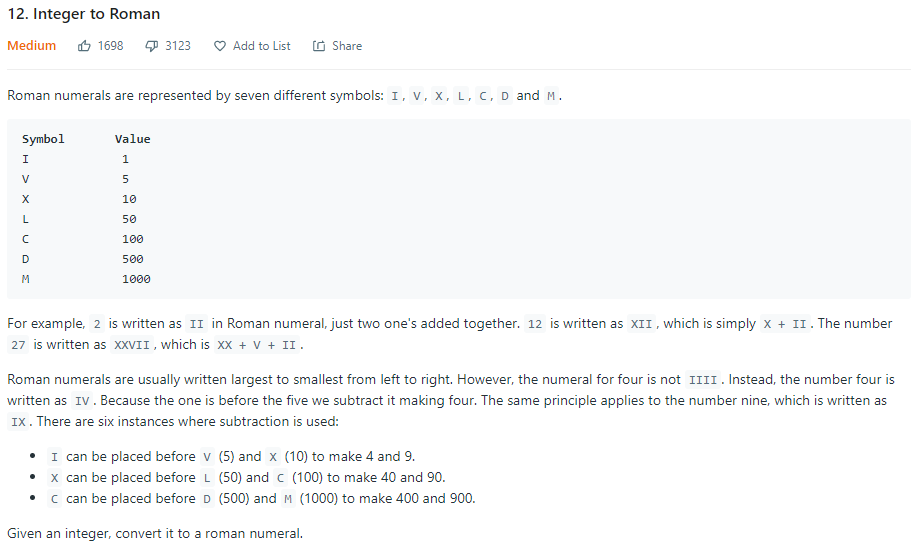 12. Integer to Roman
Medium 1698 3123 Add to List Share
Roman numerals are represented by seven different symbols: I, V, X, L, C, D and M.
Symbol Value
I 1
V 5
X 10
L 50
C 100
D 500
M 1000
For example, 2 is written as II in Roman numeral, just two one's added together. 12 is written as XII, which is simply X + II. The number
27 is written as XXVII, which is XX + V + II.
Roman numerals are usually written largest to smallest from left to right. However, the numeral for four is not IIII. Instead, the number four is
written as IV. Because the one is before the five we subtract it making four. The same principle applies to the number nine, which is written as
IX. There are six instances where subtraction is used:
• I can be placed before V (5) and X (10) to make 4 and 9.
• X can be placed before L (50) and C (100) to make 40 and 90.
• C can be placed before D (500) and M (1000) to make 400 and 900.
Given an integer, convert it to a roman numeral.